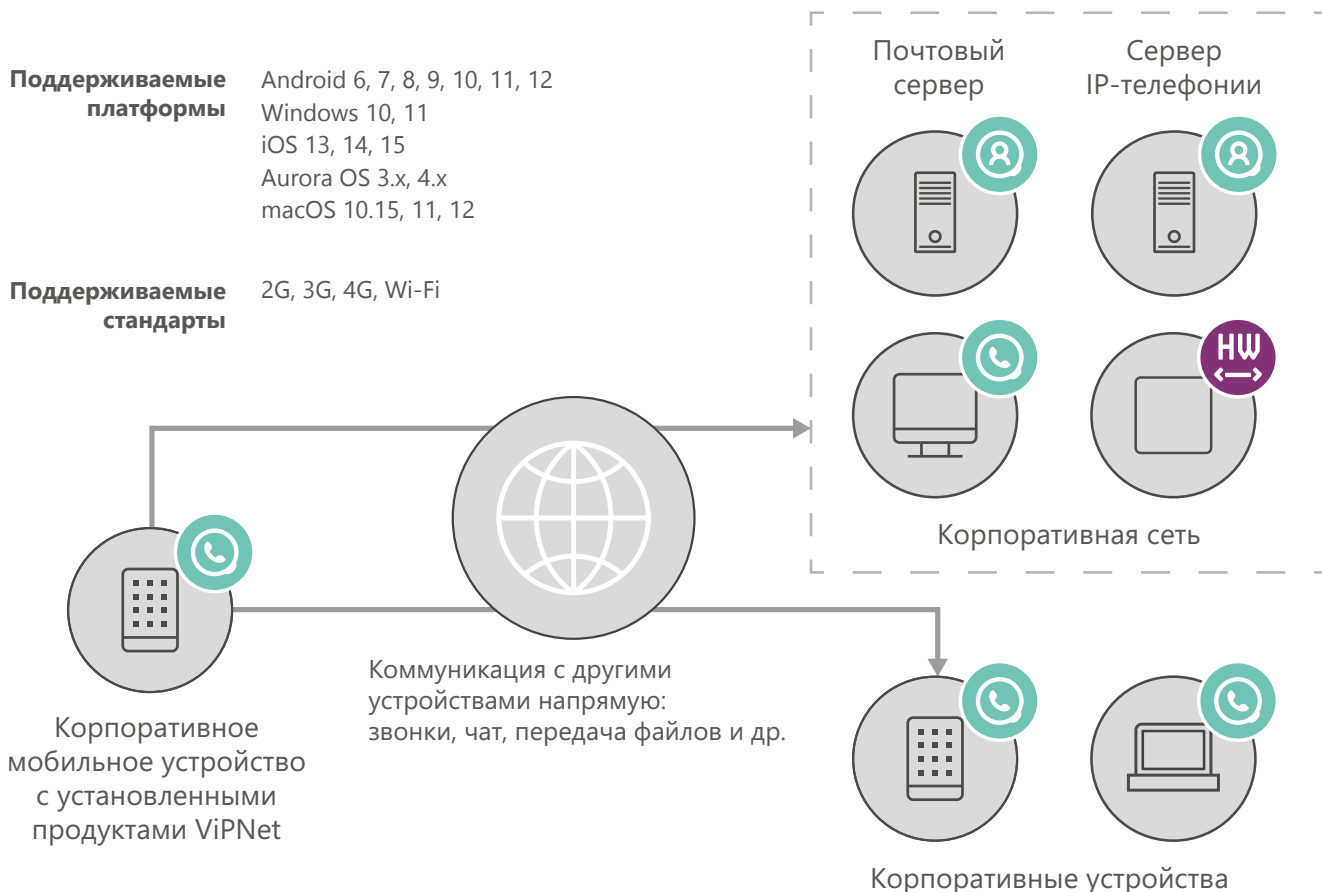 Поддерживаемые
платформы
Android 6, 7, 8, 9, 10, 11, 12
Windows 10, 11
iOS 13, 14, 15
Aurora OS 3.x, 4.x
macOS 10.15, 11, 12
Поддерживаемые
стандарты
2G, 3G, 4G, Wi-Fi
Почтовый
сервер
Сервер
IP-телефонии
HW
Корпоративная сеть
Коммуникация с другими
устройствами напрямую:
звонки, чат, передача файлов и др.
Корпоративное
мобильное устройство
с установленными
продуктами ViPNet
Корпоративные устройства